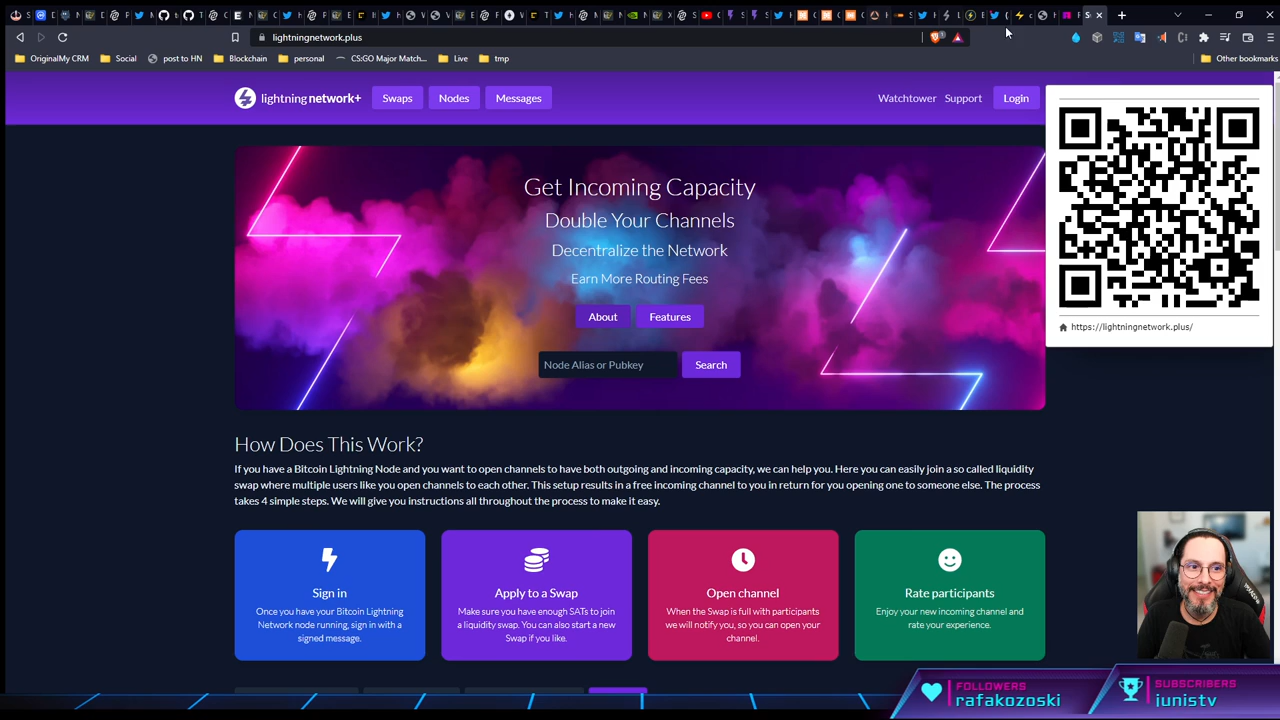 lightningnetwork.plus
OriginalMy CRM
Social
post to HN
Blockchain
personal
CS:GO Major Match...
Live
tmp
Other bookmarks
lightning network+
Swaps
Nodes
Messages
Watchtower
Support
Login
Get Incoming Capacity
Double Your Channels
Decentralize the Network
Earn More Routing Fees
About
Features
Node Alias or Pubkey
Search
https://lightningnetwork.plus/
How Does This Work?
If you have a Bitcoin Lightning Node and you want to open channels to have both outgoing and incoming capacity, we can help you. Here you can easily join a so called liquidity
swap where multiple users like you open channels to each other. This setup results in a free incoming channel to you in return for you opening one to someone else. The process
takes 4 simple steps. We will give you instructions all throughout the process to make it easy.
Sign in
Once you have your Bitcoin Lightning
Network node running, sign in with a
signed message.
Apply to a Swap
Make sure you have enough SATs to join
a liquidity swap. You can also start a new
Swap if you like.
Open channel
When the Swap is full with participants
we will notify you, so you can open your
channel.
Rate participants
Enjoy your new incoming channel and
rate your experience.
FOLLOWERS
rafakozoski
SUBSCRIBERS
junistv